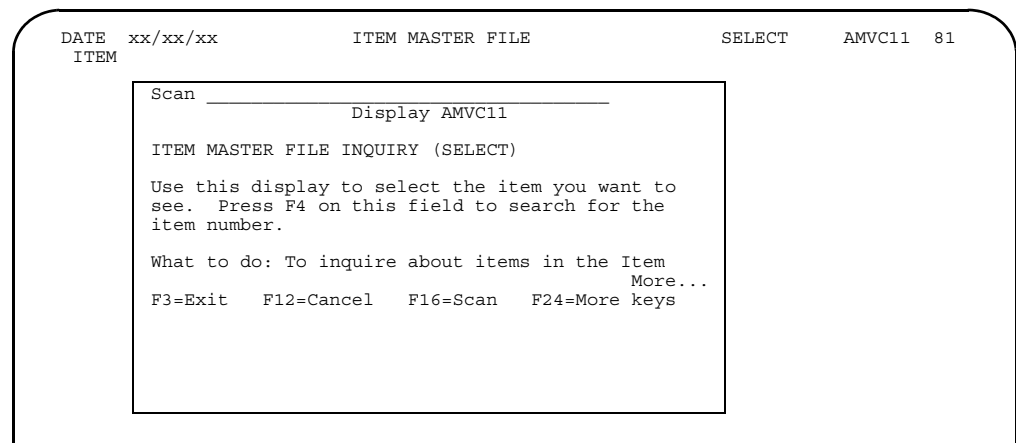 DATE xx/xx/xx ITEM MASTER FILE SELECT AMVC11 81
ITEM
Scan ____________________________________
Display AMVC11
ITEM MASTER FILE INQUIRY (SELECT)
Use this display to select the item you want to
see. Press F4 on this field to search for the
item number.
What to do: To inquire about items in the Item
More...
F3=Exit F12=Cancel F16=Scan F24=More keys